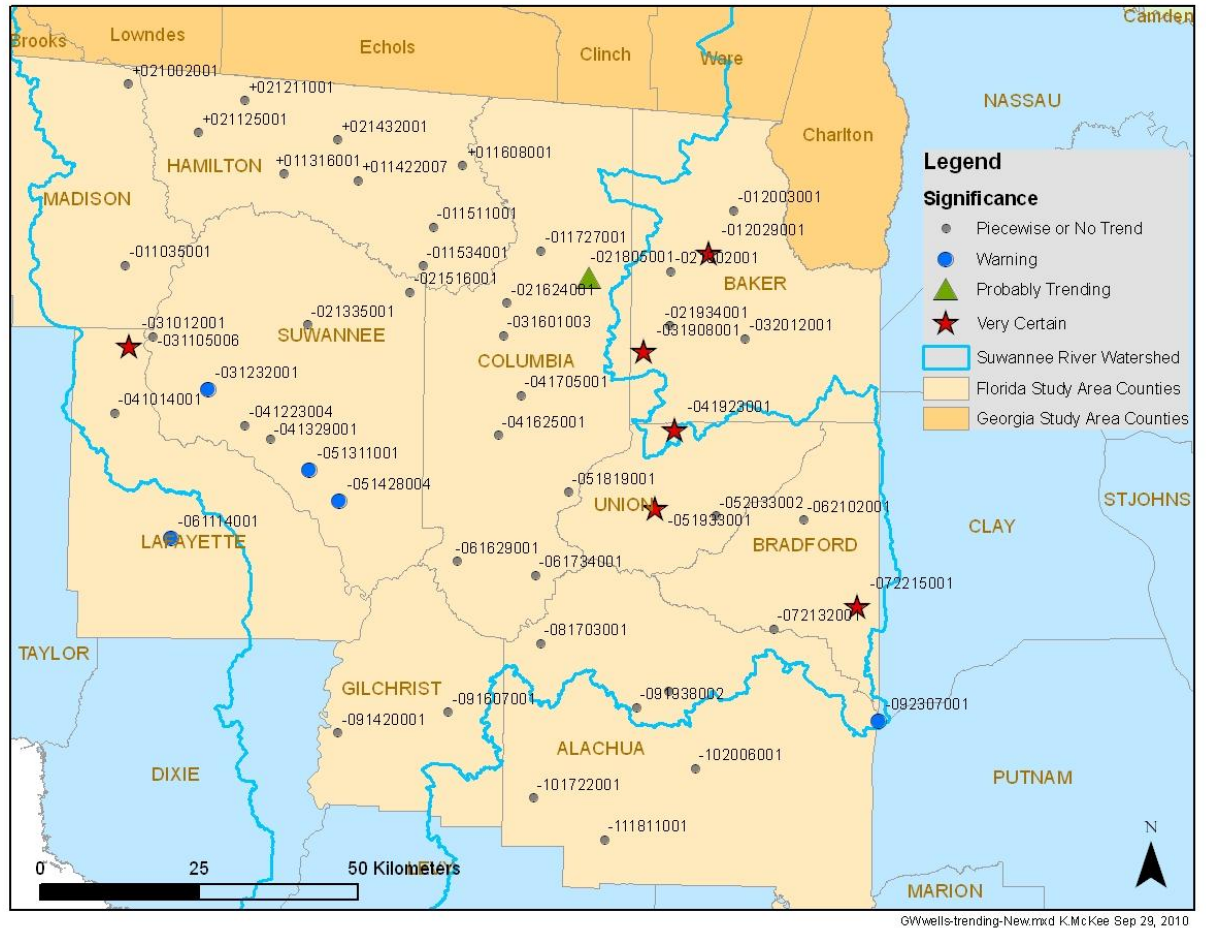 Camden
Brooks
Lowndes
Echols
Clinch
Ware
Charlton
NASSAU
+021002001
+021211001
+021125001
+021432001
HAMILTON
+011316001
+011422007
+011608001
MADISON
-011511001
-012003001
-012029001
-011035001
-011534001
-011727001
-021805001
BAKER
-021516001
-021624001
-021335001
SUWANNEE
-031012001
-031105006
-031601003
COLUMBIA
-021934001
-031908001
-032012001
-031232001
-041014001
-041705001
-041223004
-041329001
-041625001
-041923001
-051311001
-051428004
-051819001
UNION
-051933001
-062102001
BRADFORD
-061114001
LAFAYETTE
-061629001
-061734001
-072215001
-072132001
-081703001
TAYLOR
GILCHRIST
-091607001
-091420001
-091938002
-092307001
ALACHUA
-102006001
-101722001
-111811001
DIXIE
LEVY
PUTNAM
MARION
CLAY
STJOHNS
Legend
Significance
Piecewise or No Trend
Warning
Probably Trending
Very Certain
Suwannee River Watershed
Florida Study Area Counties
Georgia Study Area Counties
0 25 50 Kilometers
N
GWwells-trending-New.mxd K.McKee Sep 29, 2010